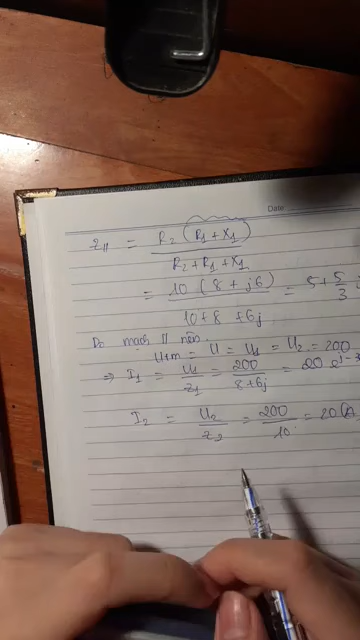 Date
Z// = R2 (R1 + X1) / R2 + R1 + X1
= 10 (8 + j6) / 10 + 8 + 6j = 5 + 5/3 i
Do mạch // nên
U = U1 = U2 = 200
⇒ I1 = U1 / Z1 = 200 / 8 + 6j = 20 e^j-3
I2 = U2 / Z2 = 200 / 10 = 20 (A